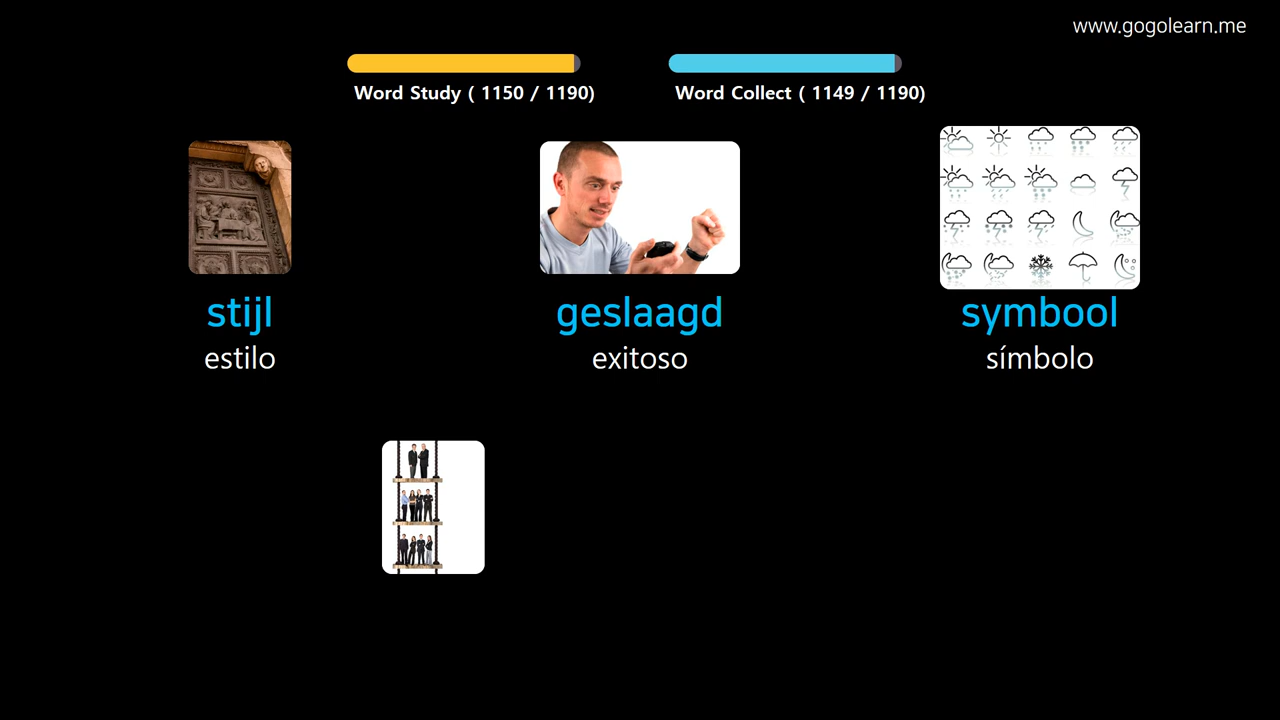 www.gogolearn.me
Word Study ( 1150 / 1190)
Word Collect ( 1149 / 1190)
stijl
geslaagd
symbool
estilo
exitoso
símbolo